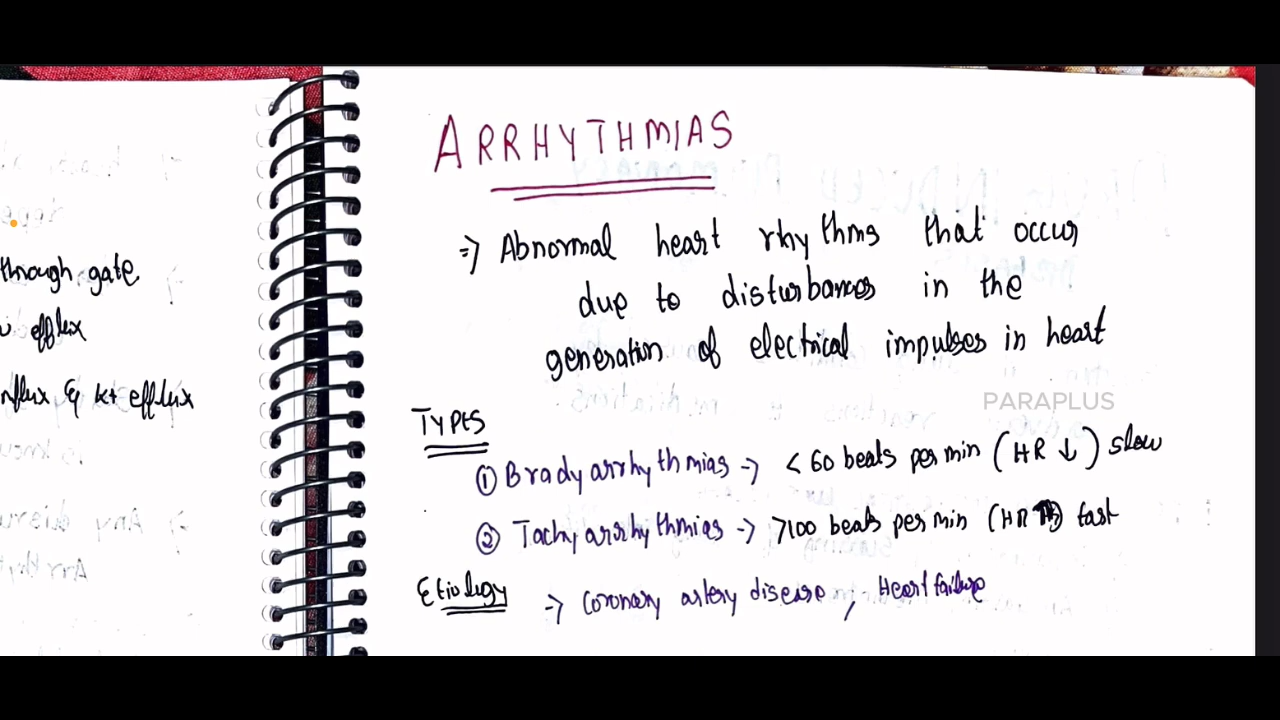 through gate
efflux
influx & k+ efflux
ARRHYTHMIAS
=> Abnormal heart rhythms that occur
due to disturbances in the
generation of electrical impulses in heart
PARAPLUS
TYPES
① Bradyarrhythmias -> < 60 beats per min (HR ↓) slow
② Tachyarrhythmias -> >100 beats per min (HR ↑) fast
Etiology => Coronary artery disease, Heart failure